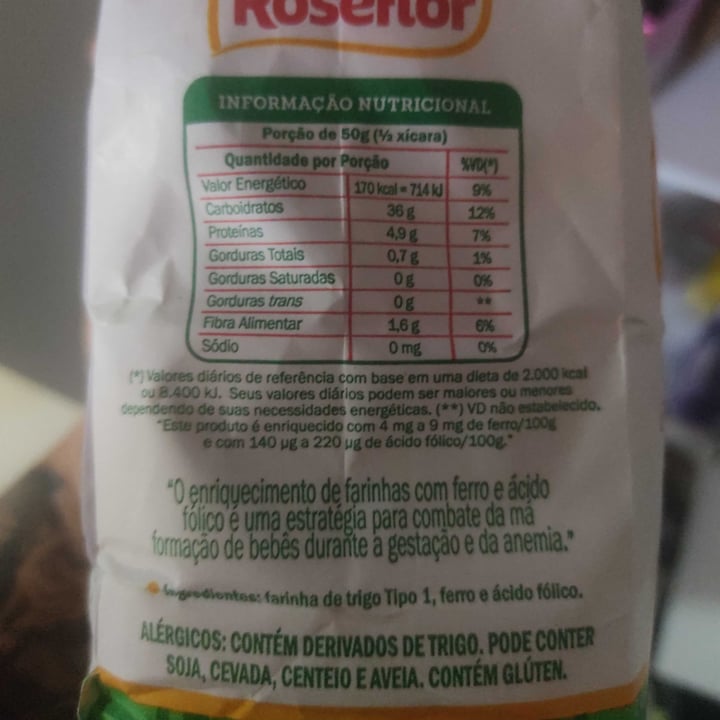 Roseflor
INFORMAÇÃO NUTRICIONAL
Porção de 50g (½ xícara)
Quantidade por Porção %VD(*)
Valor Energético 170 kcal = 714 kJ 9%
Carboidratos 36 g 12%
Proteínas 4,9 g 7%
Gorduras Totais 0,7 g 1%
Gorduras Saturadas 0 g 0%
Gorduras trans 0 g **
Fibra Alimentar 1,6 g 6%
Sódio 0 mg 0%
(*) Valores diários de referência com base em uma dieta de 2.000 kcal
ou 8.400 kJ. Seus valores diários podem ser maiores ou menores
dependendo de suas necessidades energéticas. (**) VD não estabelecido.
"Este produto é enriquecido com 4 mg a 9 mg de ferro/100g
e com 140 µg a 220 µg de ácido fólico/100g."
"O enriquecimento de farinhas com ferro e ácido
fólico é uma estratégia para combate da má
formação de bebês durante a gestação e da anemia."
Ingredientes: farinha de trigo Tipo 1, ferro e ácido fólico.
ALÉRGICOS: CONTÉM DERIVADOS DE TRIGO. PODE CONTER
SOJA, CEVADA, CENTEIO E AVEIA. CONTÉM GLÚTEN.